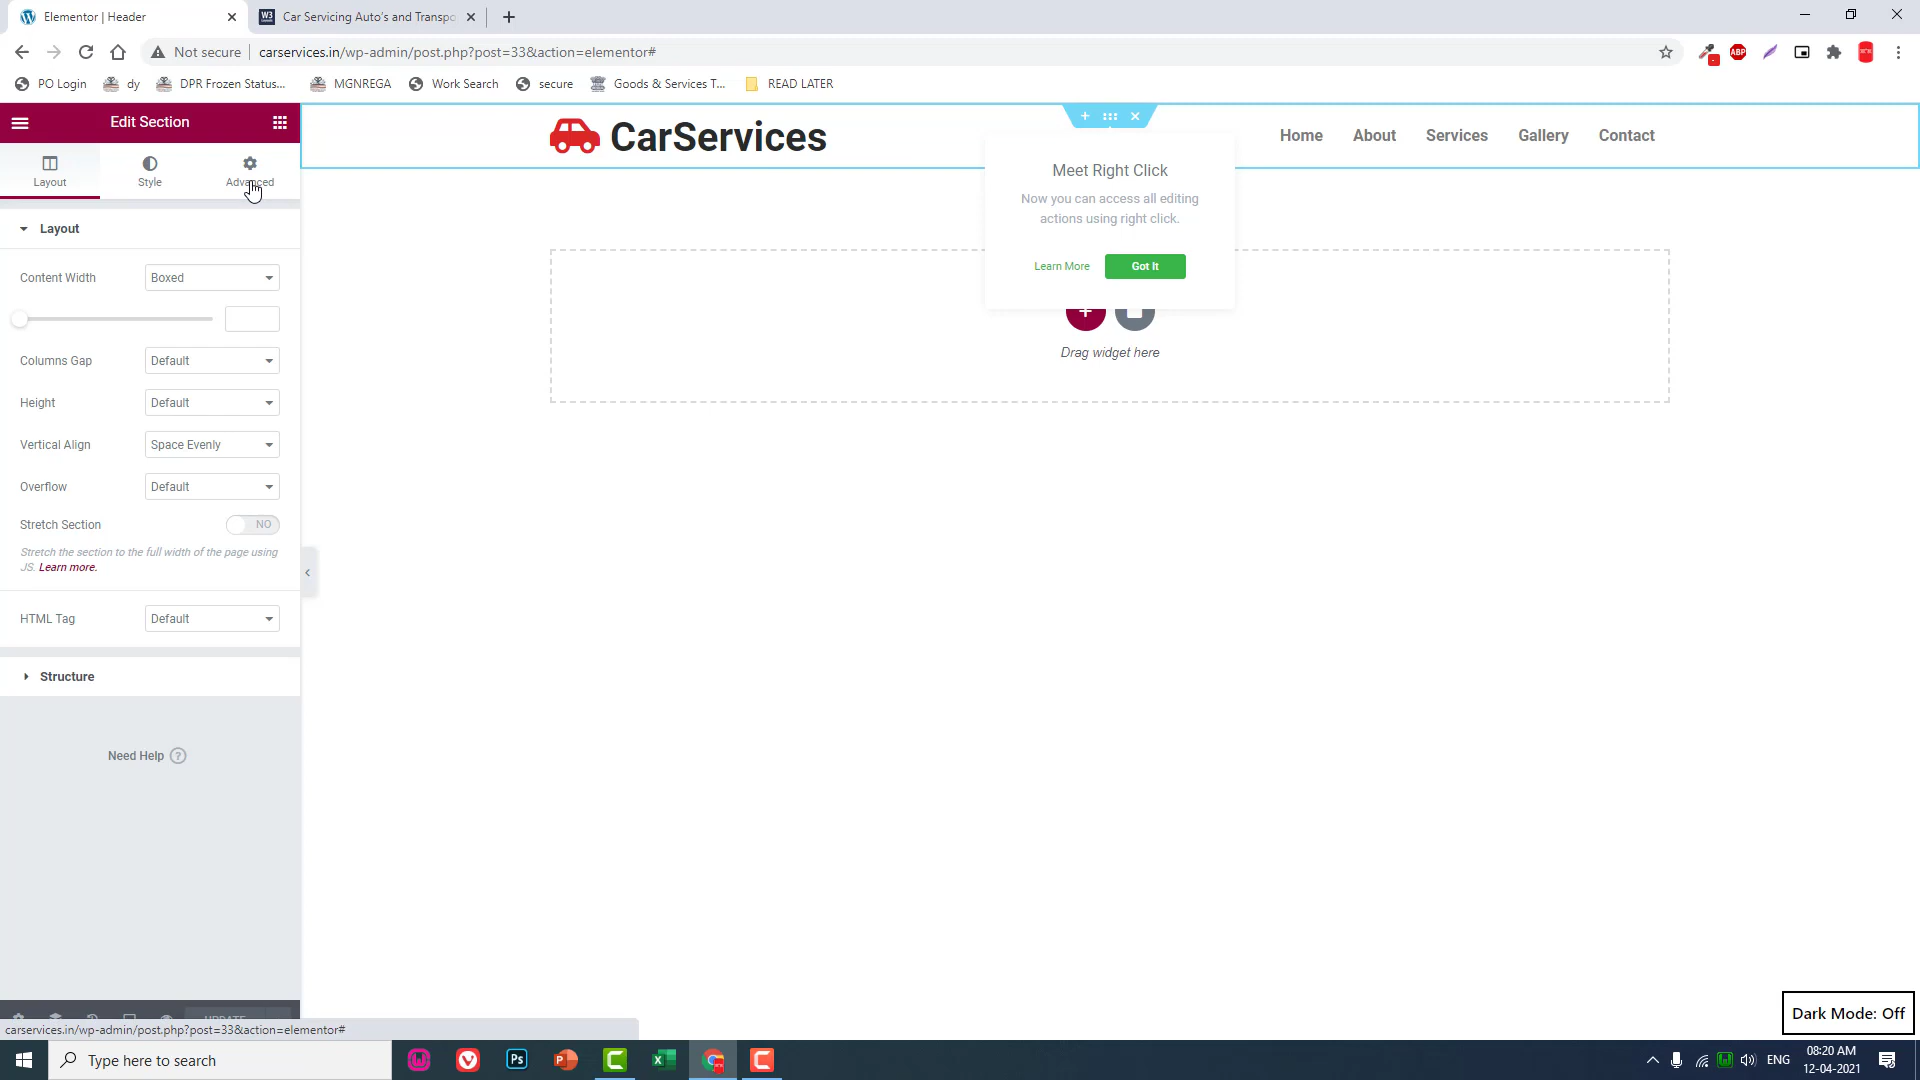 Elementor | Header
Car Servicing Auto's and Transpo
Not secure
carservices.in/wp-admin/post.php?post=33&action=elementor#
ABP
PO Login
dy
DPR Frozen Status...
MGNREGA
Work Search
secure
Goods & Services T...
READ LATER
Edit Section
CarServices
Home
About
Services
Gallery
Contact
Layout
Style
Advanced
Meet Right Click
Now you can access all editing
actions using right click.
Learn More
Got It
Layout
Content Width
Boxed
Columns Gap
Default
Drag widget here
Height
Default
Vertical Align
Space Evenly
Overflow
Default
Stretch Section
NO
Stretch the section to the full width of the page using
JS. Learn more.
HTML Tag
Default
Structure
Need Help ?
Dark Mode: Off
carservices.in/wp-admin/post.php?post=33&action=elementor#
Type here to search
Ps
ENG
08:20 AM
12-04-2021